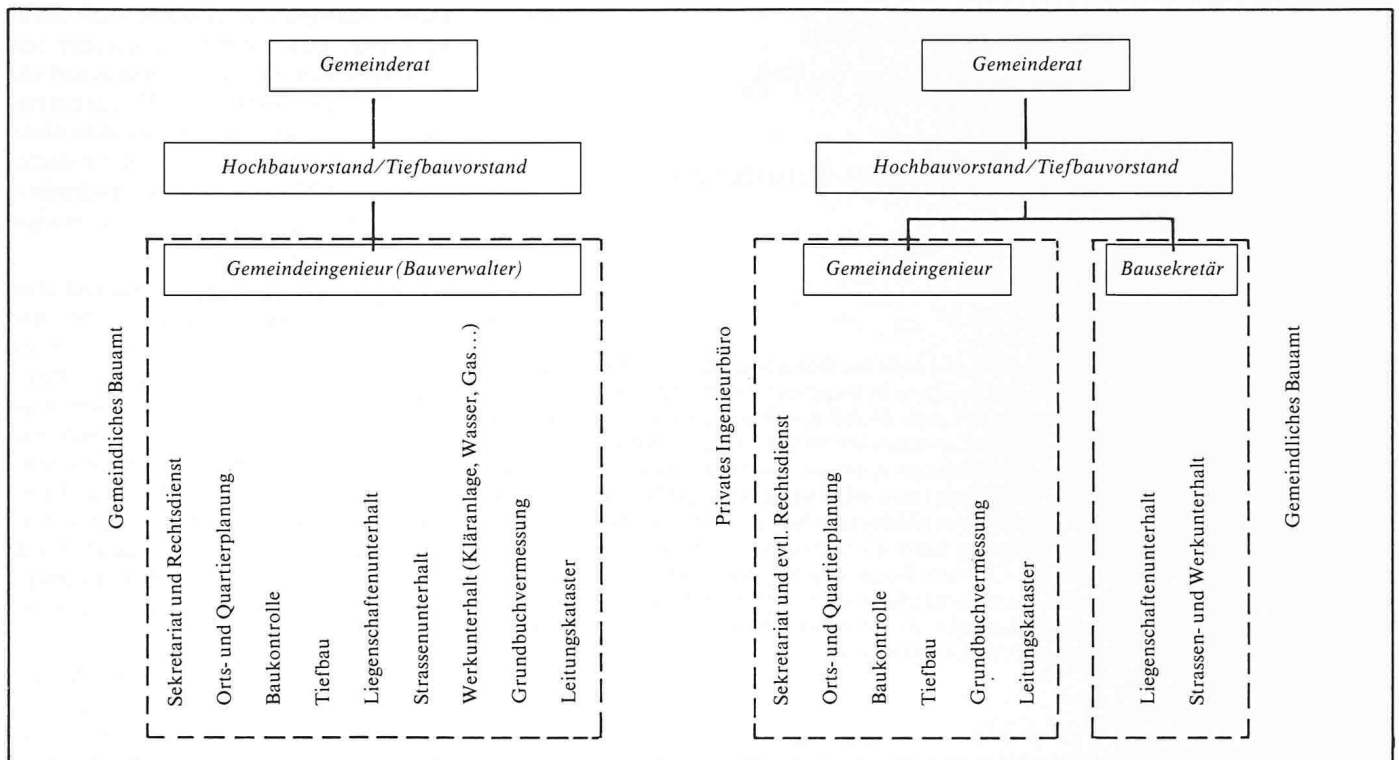 Gemeinderat
Hochbauvorstand/Tiefbauvorstand
Gemeindeingenieur (Bauverwalter)
Gemeindliches Bauamt
Sekretariat und Rechtsdienst
Orts- und Quartierplanung
Baukontrolle
Tiefbau
Liegenschaftenunterhalt
Strassenunterhalt
Werkunterhalt (Kläranlage, Wasser, Gas...)
Grundbuchvermessung
Leitungskataster
Gemeinderat
Hochbauvorstand/Tiefbauvorstand
Gemeindeingenieur
Bausekretär
Privates Ingenieurbüro
Sekretariat und evtl. Rechtsdienst
Orts- und Quartierplanung
Baukontrolle
Tiefbau
Grundbuchvermessung
Leitungskataster
Liegenschaftenunterhalt
Strassen- und Werkunterhalt
Gemeindliches Bauamt